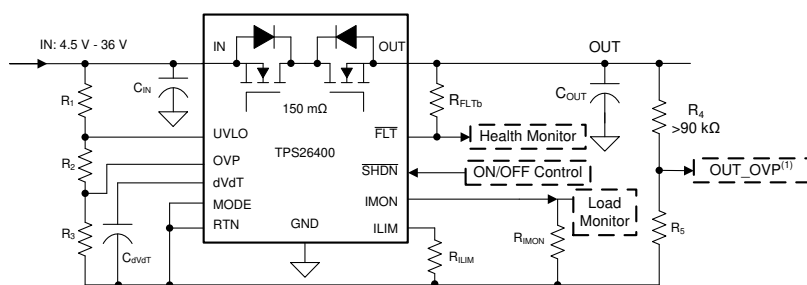 IN: 4.5 V - 36 V
IN
OUT
OUT
CIN
R1
150 mΩ
RFLTb
COUT
R4
>90 kΩ
UVLO
FLT
Health Monitor
R2
OVP
TPS26400
SHDN
ON/OFF Control
OUT_OVP(1)
dVdT
MODE
IMON
Load
Monitor
R3
RTN
GND
ILIM
RIMON
R5
CdVdT
RILIM